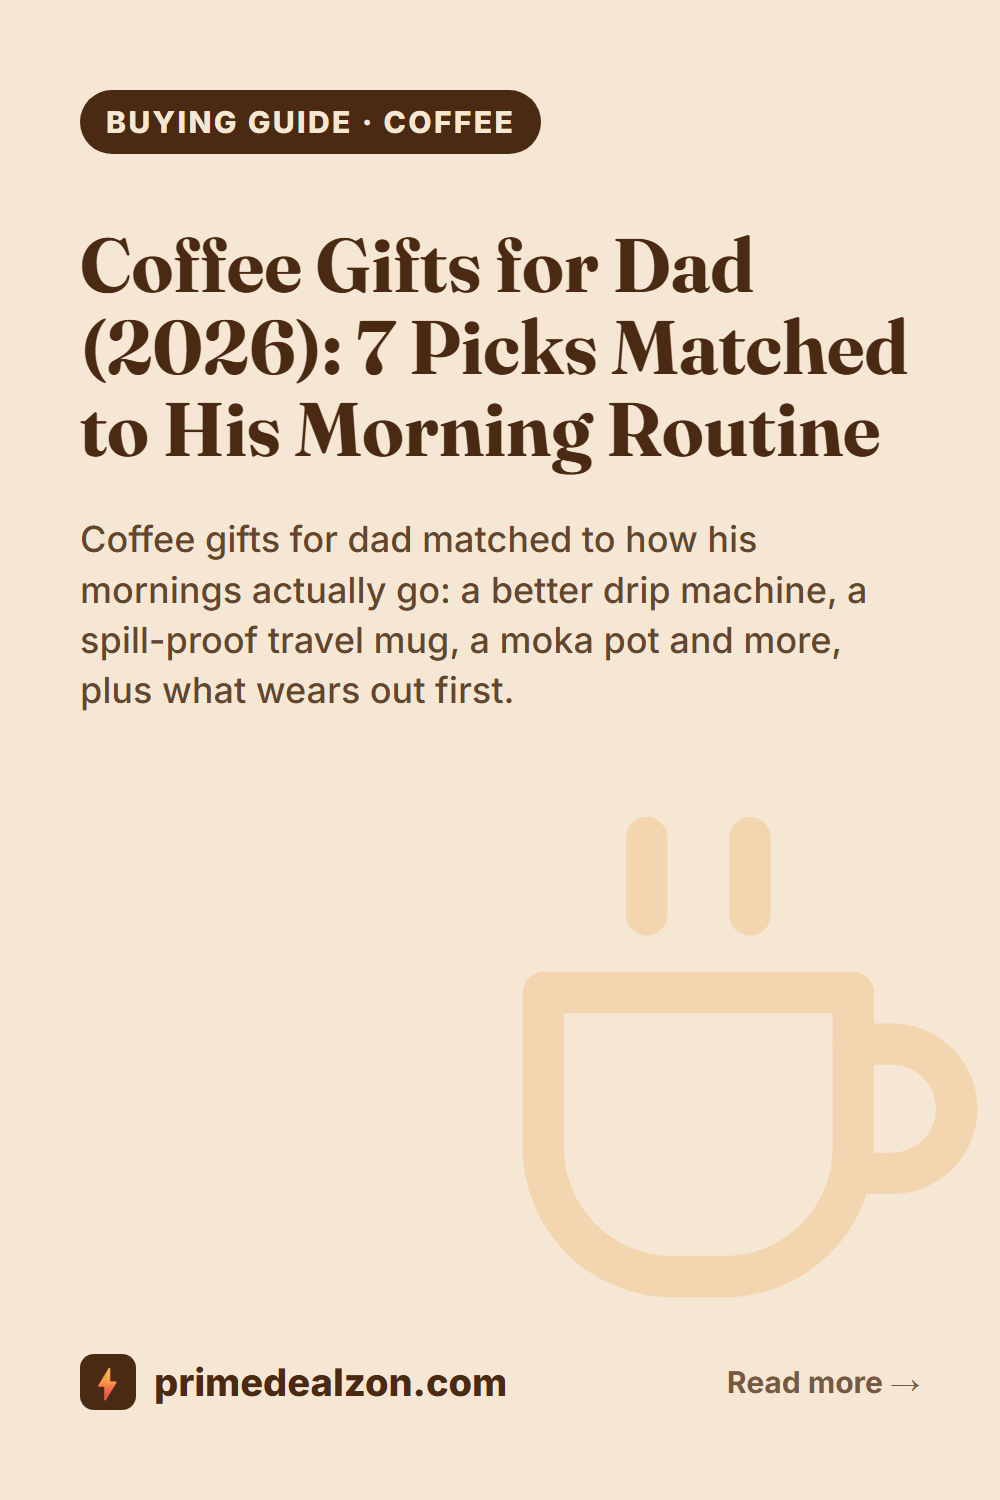 BUYING GUIDE · COFFEE
Coffee Gifts for Dad
(2026): 7 Picks Matched
to His Morning Routine
Coffee gifts for dad matched to how his
mornings actually go: a better drip machine, a
spill-proof travel mug, a moka pot and more,
plus what wears out first.
primedealzon.com
Read more →